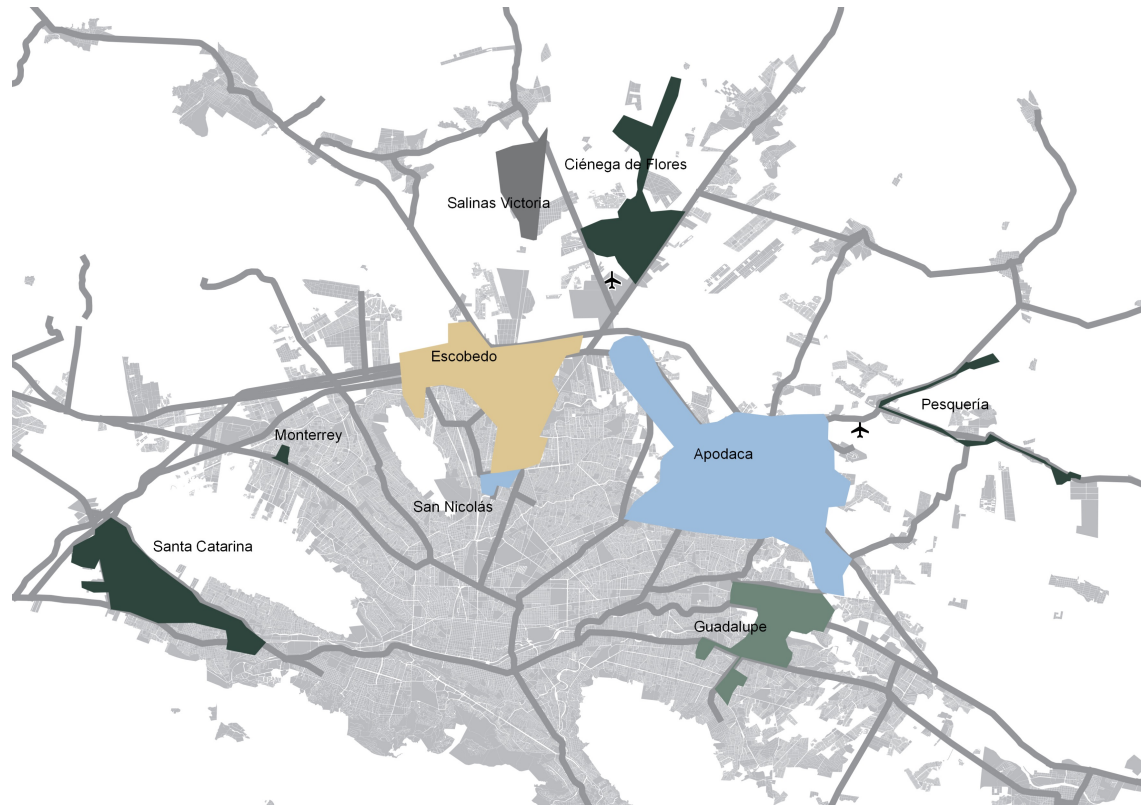 Ciénega de Flores
Salinas Victoria
Escobedo
Pesquería
Monterrey
Apodaca
San Nicolás
Santa Catarina
Guadalupe